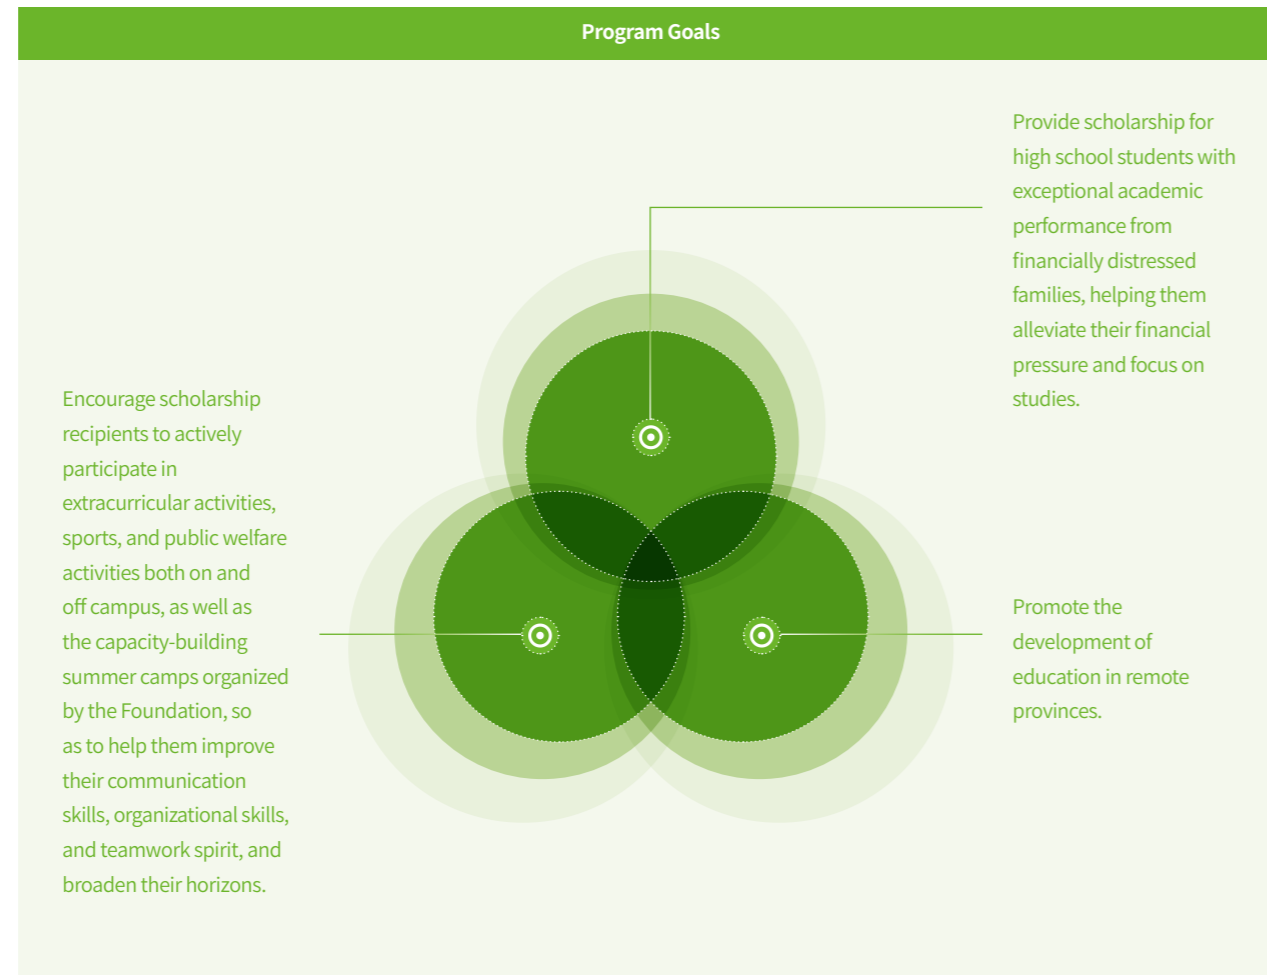 Program Goals
Provide scholarship for
high school students with
exceptional academic
performance from
financially distressed
families, helping them
alleviate their financial
pressure and focus on
studies.
Encourage scholarship
recipients to actively
participate in
extracurricular activities,
sports, and public welfare
activities both on and
off campus, as well as
the capacity-building
summer camps organized
by the Foundation, so
as to help them improve
their communication
skills, organizational skills,
and teamwork spirit, and
broaden their horizons.
Promote the
development of
education in remote
provinces.